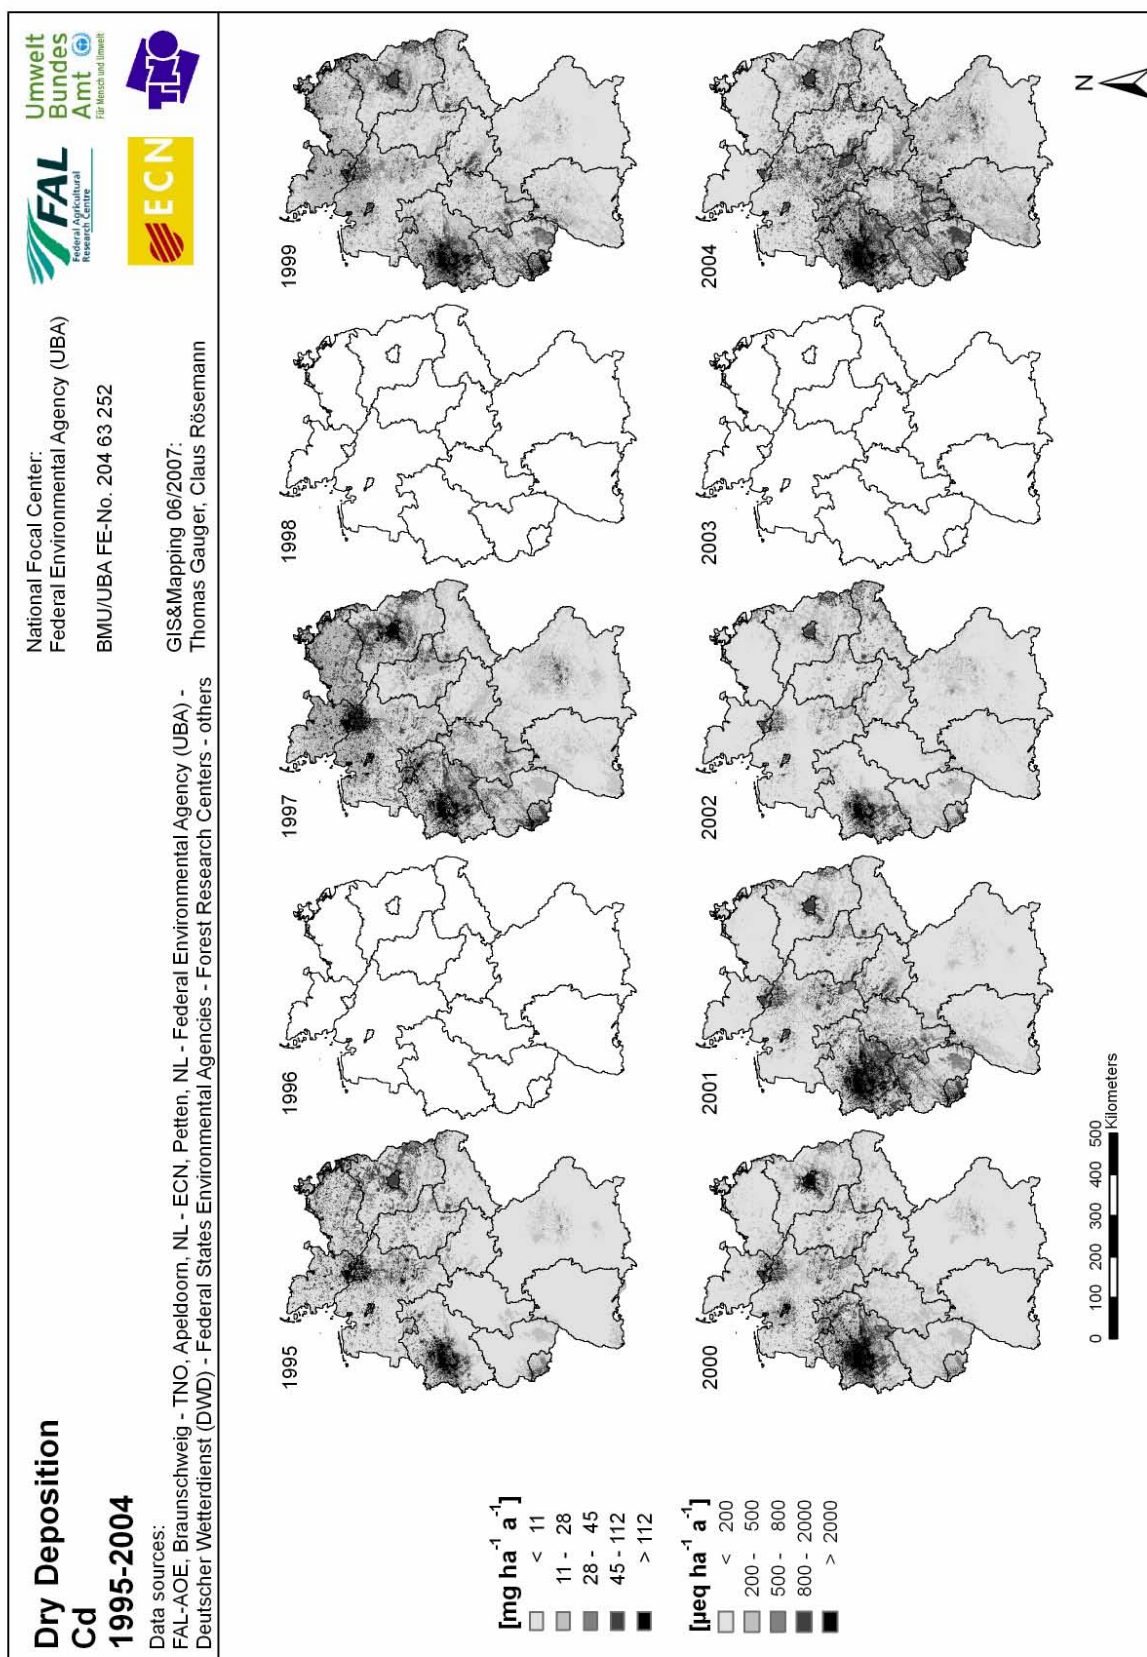 Dry Deposition
Cd
1995-2004
Data sources:
FAL-AOE, Braunschweig - TNO, Apeldoorn, NL - ECN, Petten, NL - Federal Environmental Agency (UBA) -
Deutscher Wetterdienst (DWD) - Federal States Environmental Agencies - Forest Research Centers - others
National Focal Center:
Federal Environmental Agency (UBA)
BMU/UBA FE-No. 204 63 252
GIS&Mapping 06/2007:
Thomas Gauger, Claus Rösemann
FAL
Federal Agricultural
Research Centre
Umwelt
Bundes
Amt
Für Mensch und Umwelt
ECN
TNO
[mg ha⁻¹ a⁻¹]
< 11
11 - 28
28 - 45
45 - 112
> 112
[µeq ha⁻¹ a⁻¹]
< 200
200 - 500
500 - 800
800 - 2000
> 2000
1995
1996
1997
1998
1999
2000
2001
2002
2003
2004
0 100 200 300 400 500
Kilometers
N